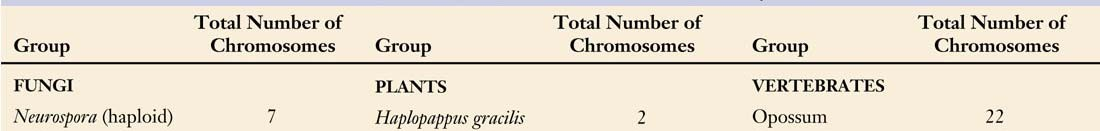 Total Number of Total Number of Total Number of
Group Chromosomes Group Chromosomes Group Chromosomes
FUNGI PLANTS VERTEBRATES
Neurospora (haploid) 7 Haplopappus gracilis 2 Opossum 22